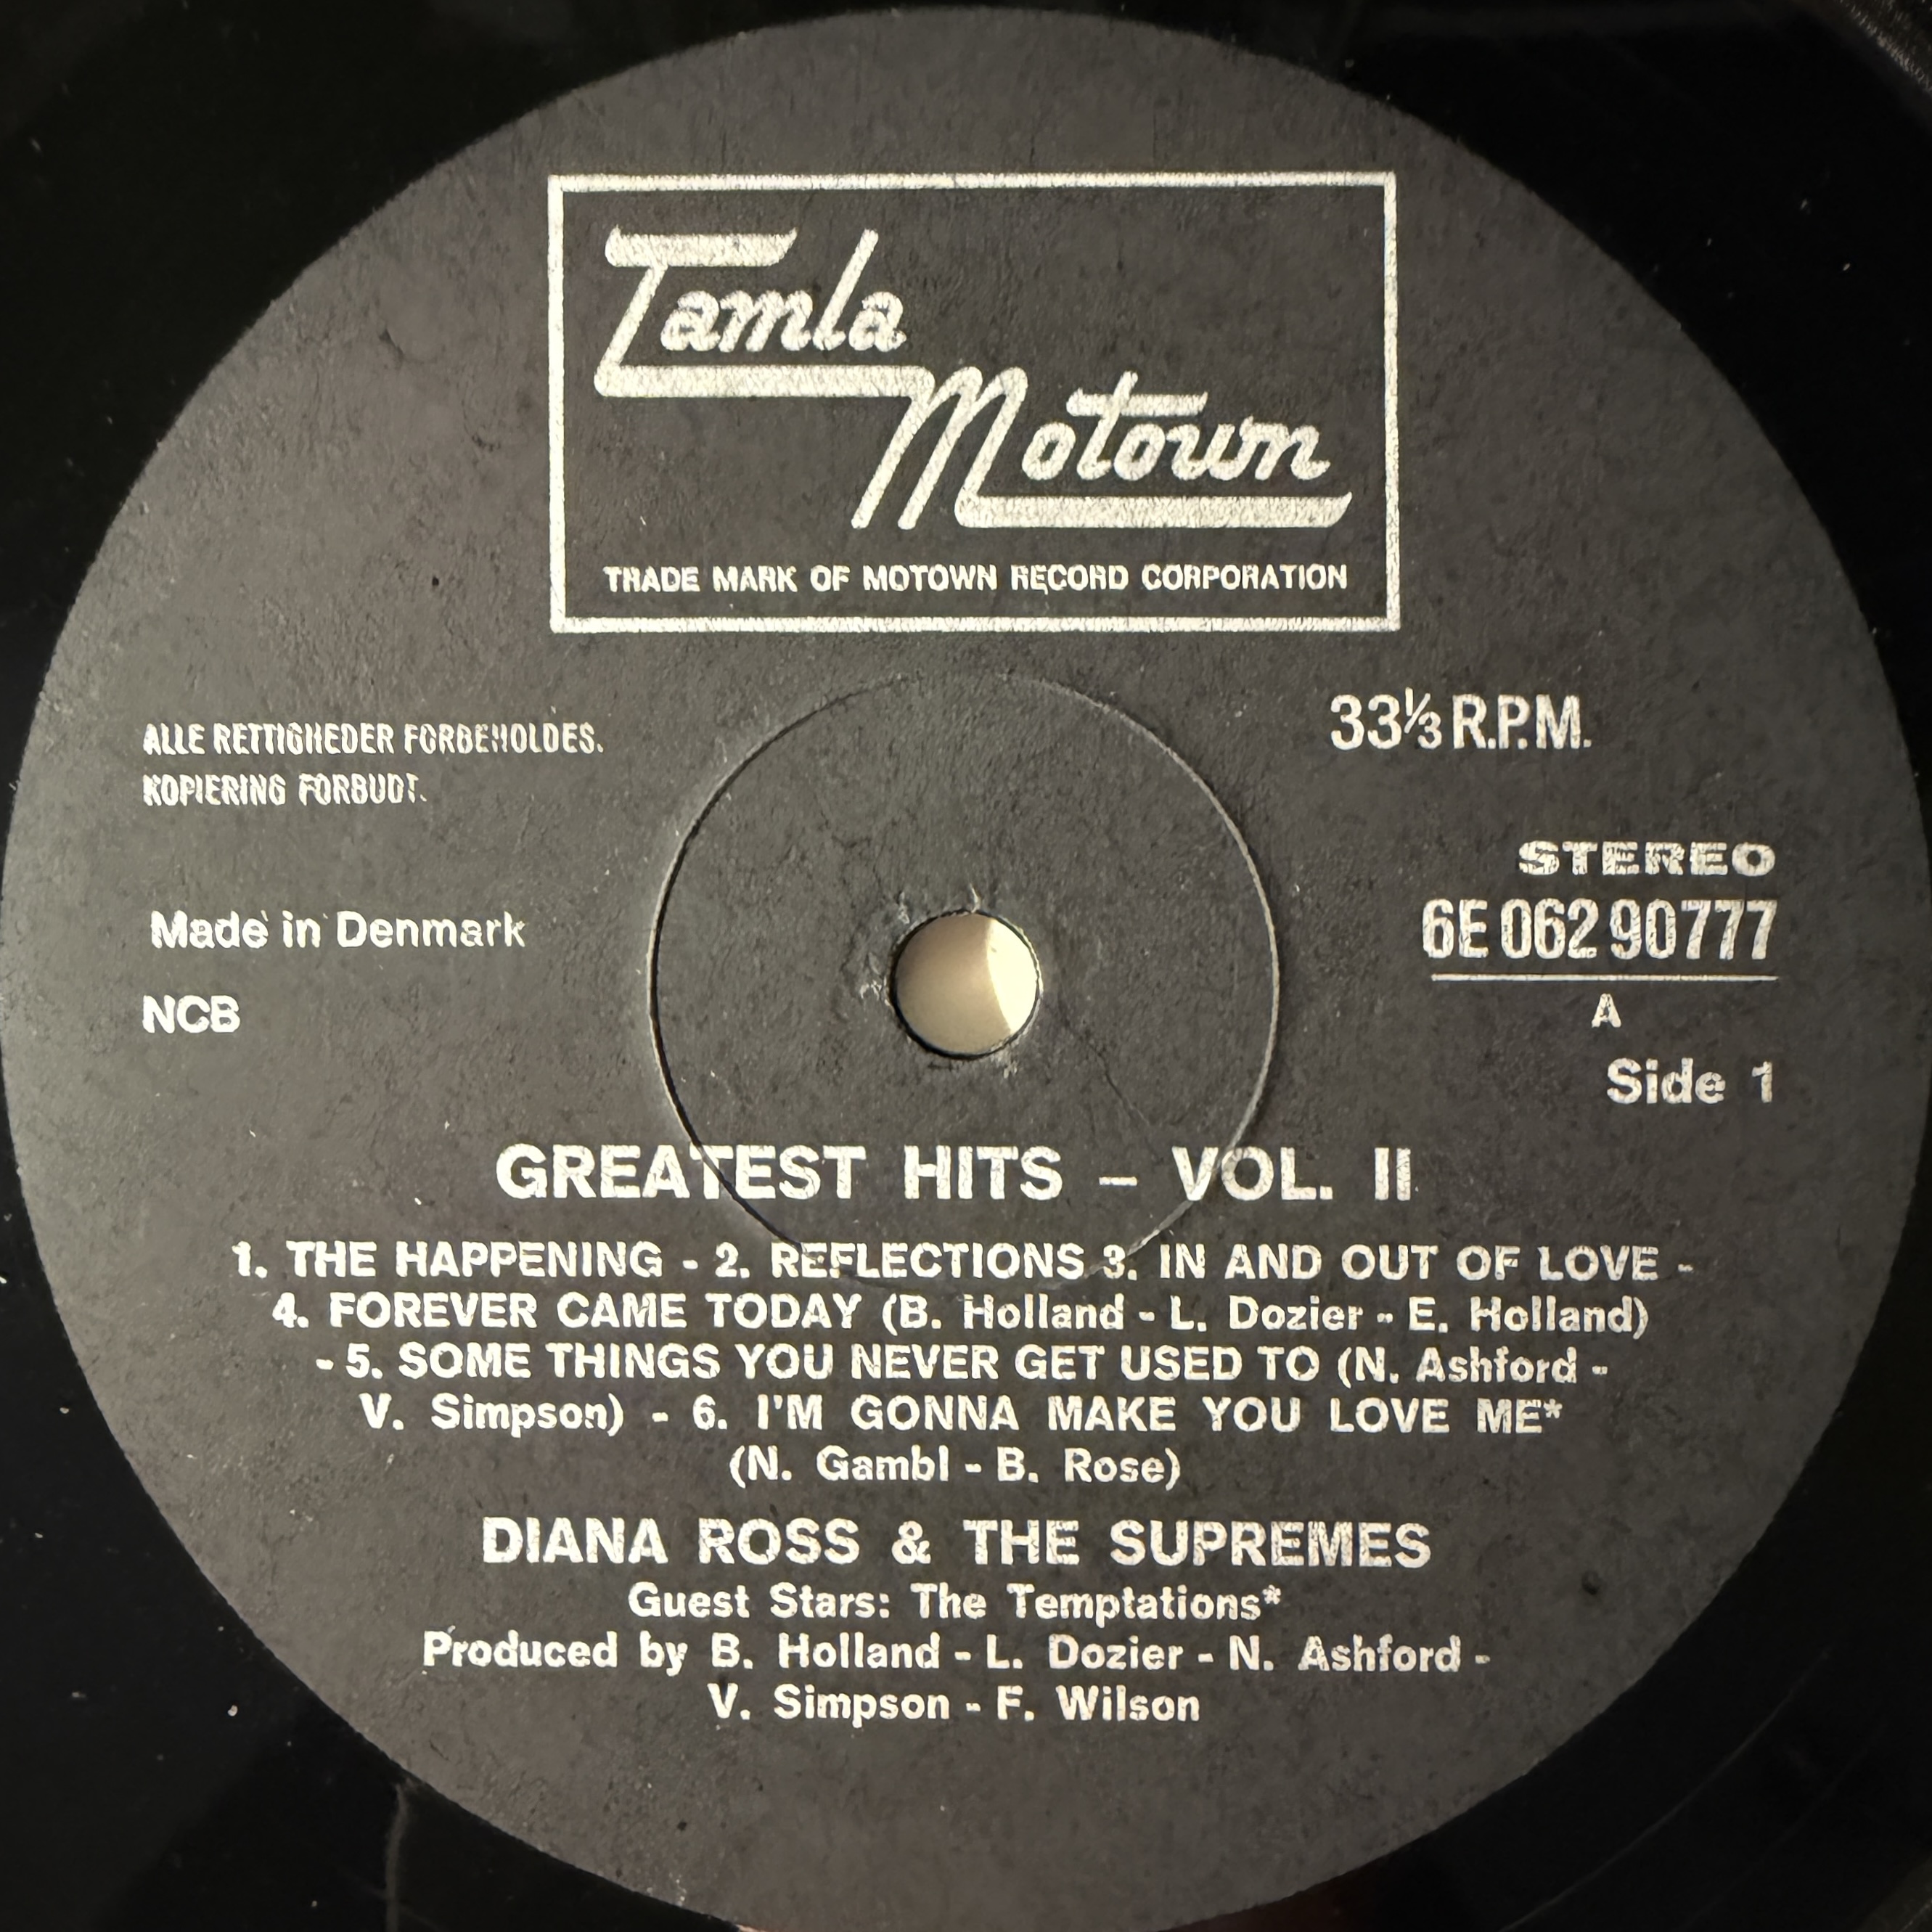 Tamla
Motown
TRADE MARK OF MOTOWN RECORD CORPORATION
33⅓ R.P.M.
ALLE RETTIGHEDER FORBEHOLDES.
KOPIERING FORBUDT.
STEREO
6E 062 90777
Made in Denmark
A
NCB
Side 1
GREATEST HITS – VOL. II
1. THE HAPPENING - 2. REFLECTIONS 3. IN AND OUT OF LOVE -
4. FOREVER CAME TODAY (B. Holland - L. Dozier - E. Holland)
- 5. SOME THINGS YOU NEVER GET USED TO (N. Ashford -
V. Simpson) - 6. I'M GONNA MAKE YOU LOVE ME*
(N. Gambl - B. Rose)
DIANA ROSS & THE SUPREMES
Guest Stars: The Temptations*
Produced by B. Holland - L. Dozier - N. Ashford -
V. Simpson - F. Wilson